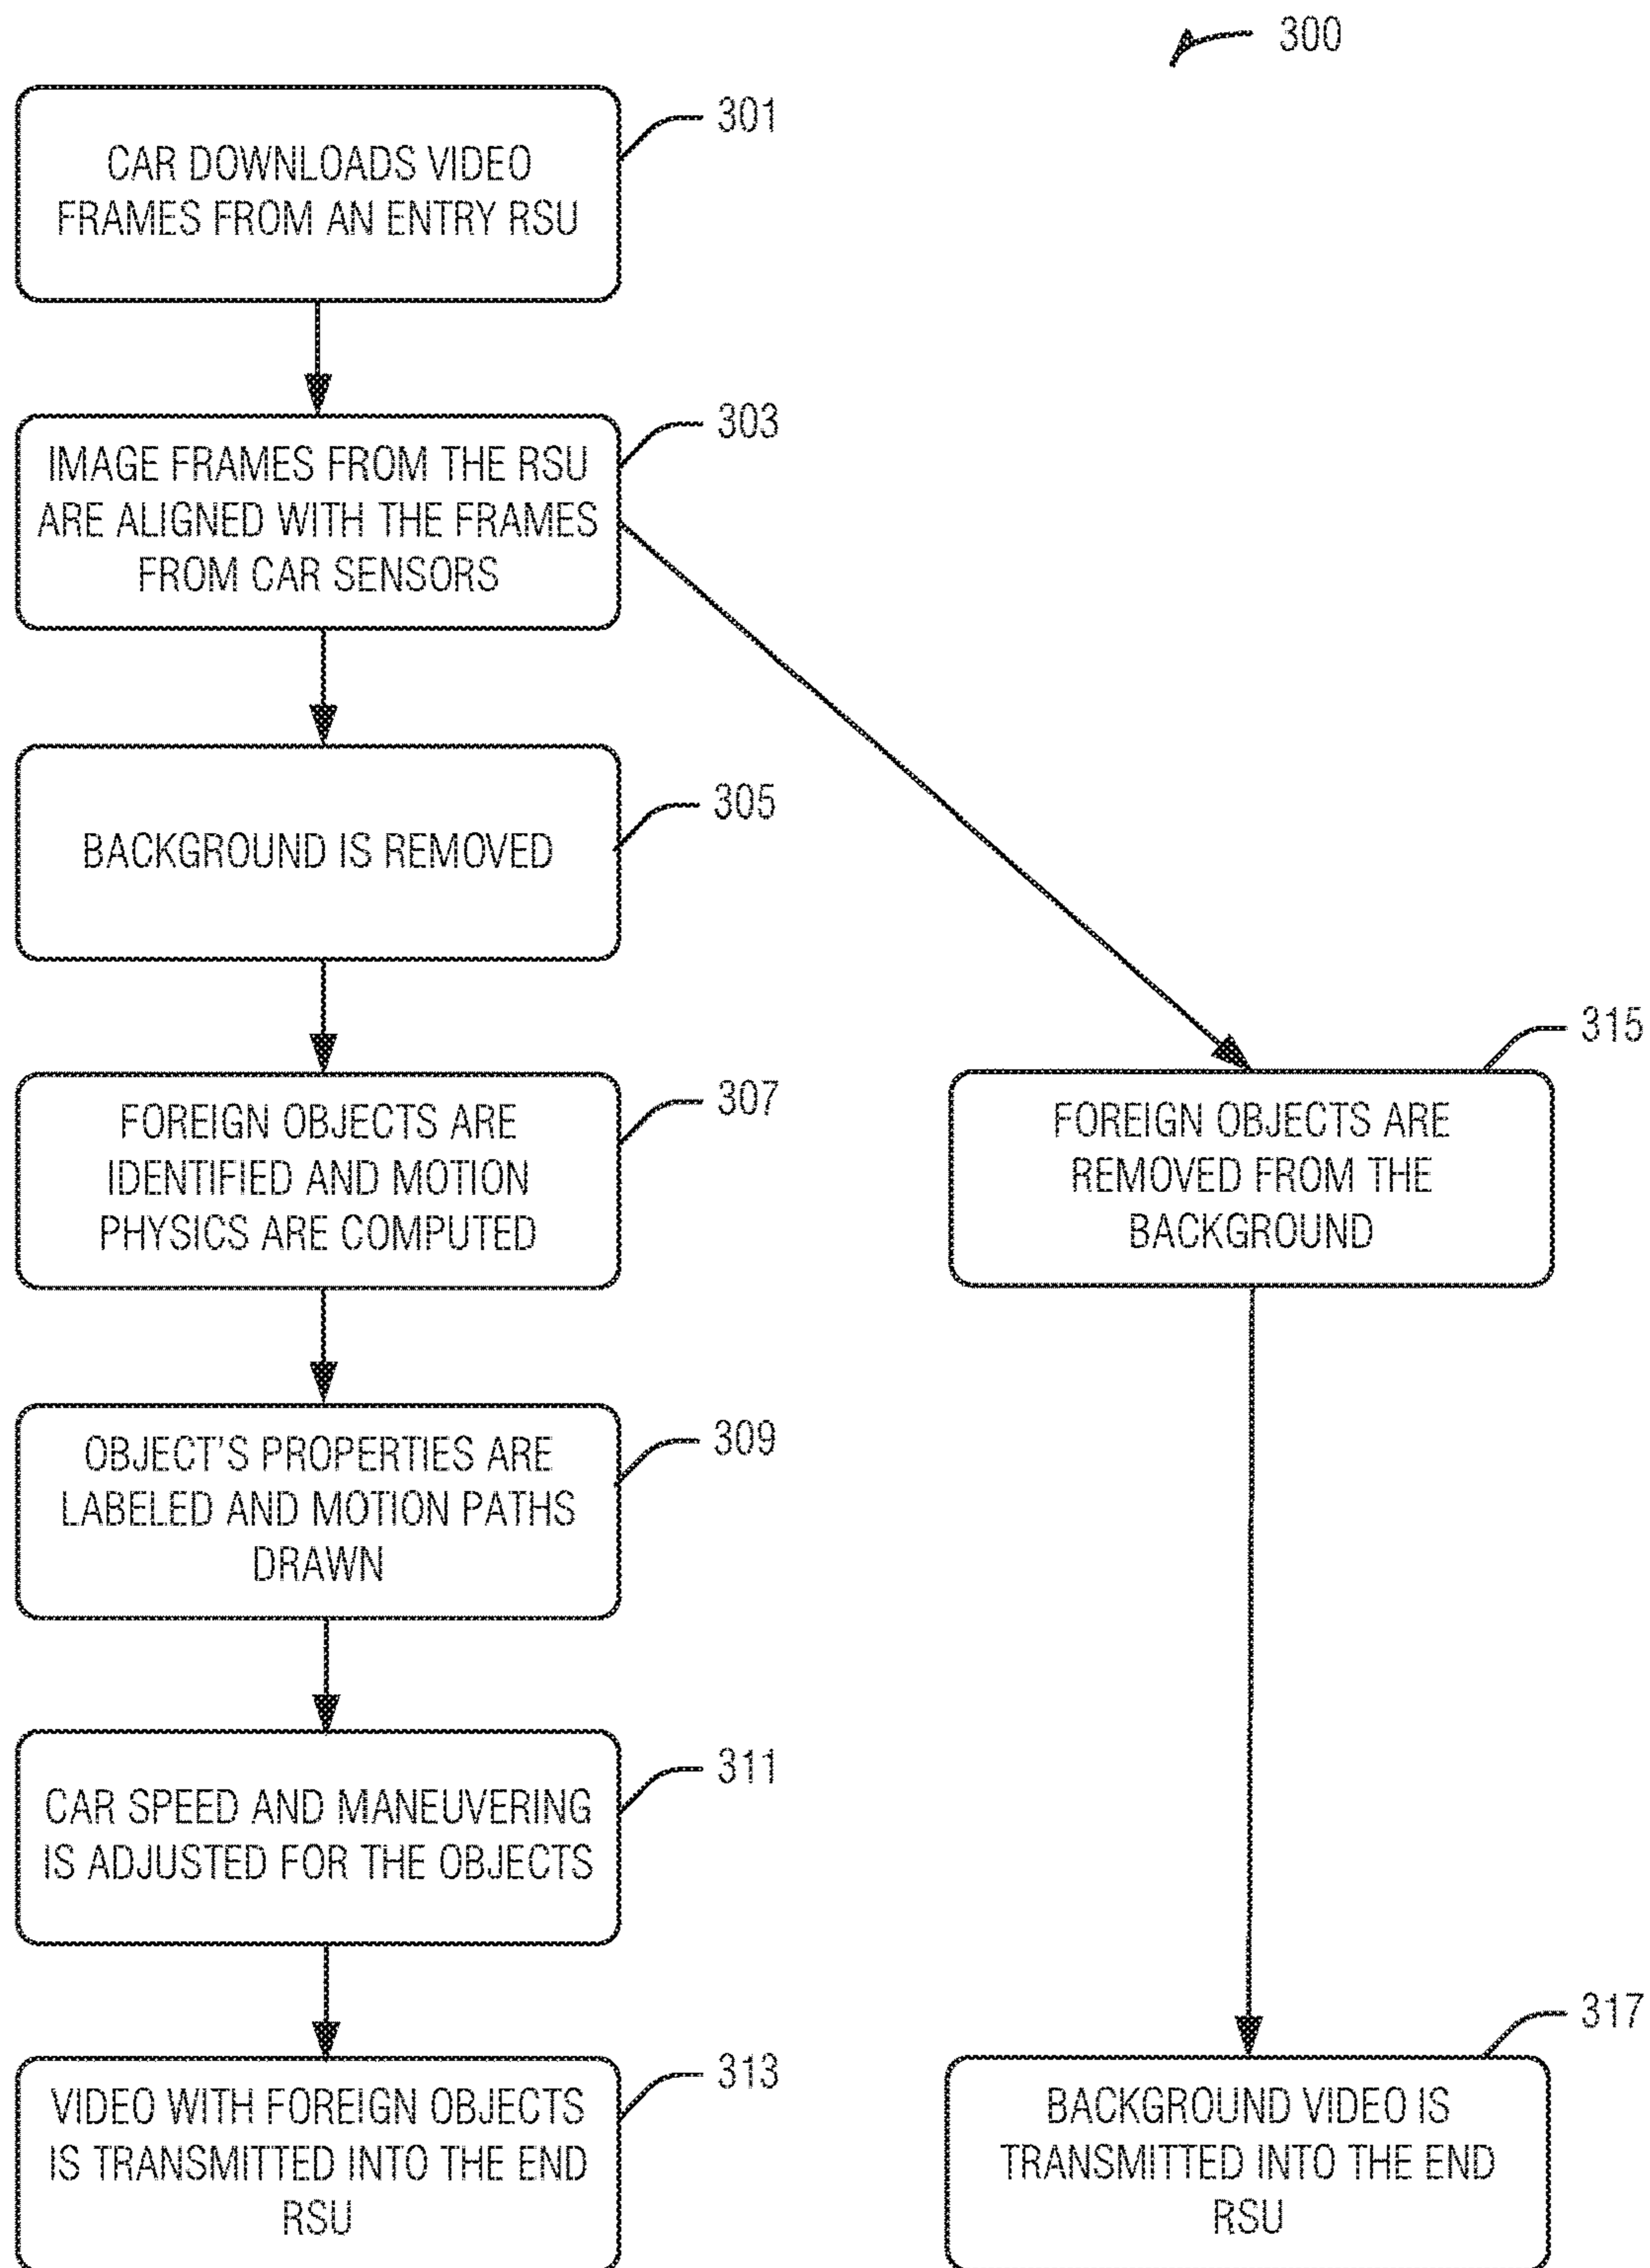 300
301
CAR DOWNLOADS VIDEO
FRAMES FROM AN ENTRY RSU
303
IMAGE FRAMES FROM THE RSU
ARE ALIGNED WITH THE FRAMES
FROM CAR SENSORS
305
BACKGROUND IS REMOVED
307
FOREIGN OBJECTS ARE
IDENTIFIED AND MOTION
PHYSICS ARE COMPUTED
315
FOREIGN OBJECTS ARE
REMOVED FROM THE
BACKGROUND
309
OBJECT'S PROPERTIES ARE
LABELED AND MOTION PATHS
DRAWN
311
CAR SPEED AND MANEUVERING
IS ADJUSTED FOR THE OBJECTS
313
VIDEO WITH FOREIGN OBJECTS
IS TRANSMITTED INTO THE END
RSU
317
BACKGROUND VIDEO IS
TRANSMITTED INTO THE END
RSU